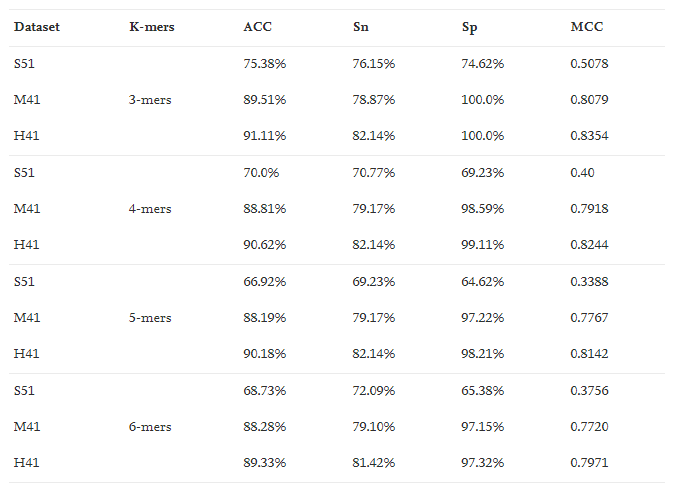 Dataset K-mers ACC Sn Sp MCC
S51 75.38% 76.15% 74.62% 0.5078
M41 3-mers 89.51% 78.87% 100.0% 0.8079
H41 91.11% 82.14% 100.0% 0.8354
S51 70.0% 70.77% 69.23% 0.40
M41 4-mers 88.81% 79.17% 98.59% 0.7918
H41 90.62% 82.14% 99.11% 0.8244
S51 66.92% 69.23% 64.62% 0.3388
M41 5-mers 88.19% 79.17% 97.22% 0.7767
H41 90.18% 82.14% 98.21% 0.8142
S51 68.73% 72.09% 65.38% 0.3756
M41 6-mers 88.28% 79.10% 97.15% 0.7720
H41 89.33% 81.42% 97.32% 0.7971